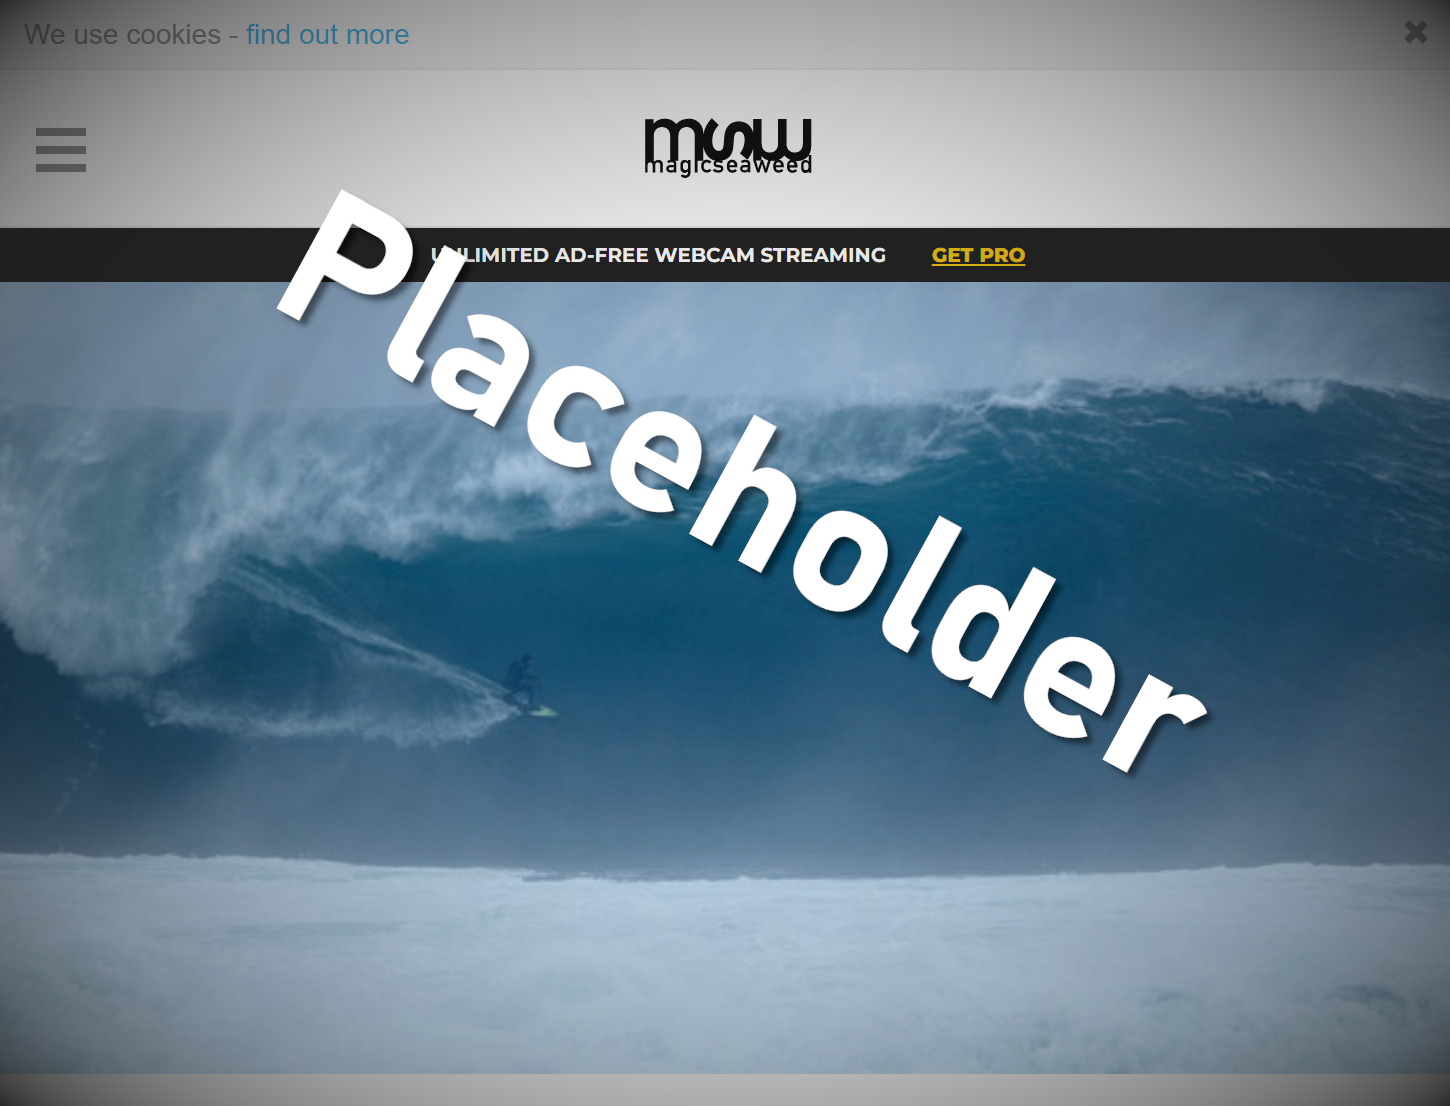 We use cookies - find out more
msw
magicseaweed
UNLIMITED AD-FREE WEBCAM STREAMING GET PRO
Placeholder